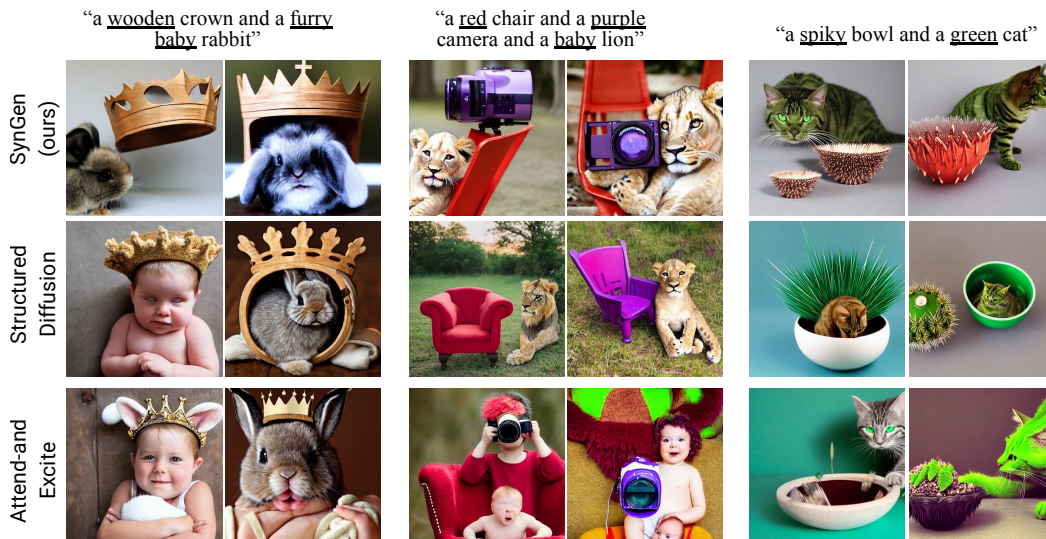 “a wooden crown and a furry
baby rabbit”
“a red chair and a purple
camera and a baby lion”
“a spiky bowl and a green cat”
SynGen
(ours)
Structured
Diffusion
Attend-and
Excite